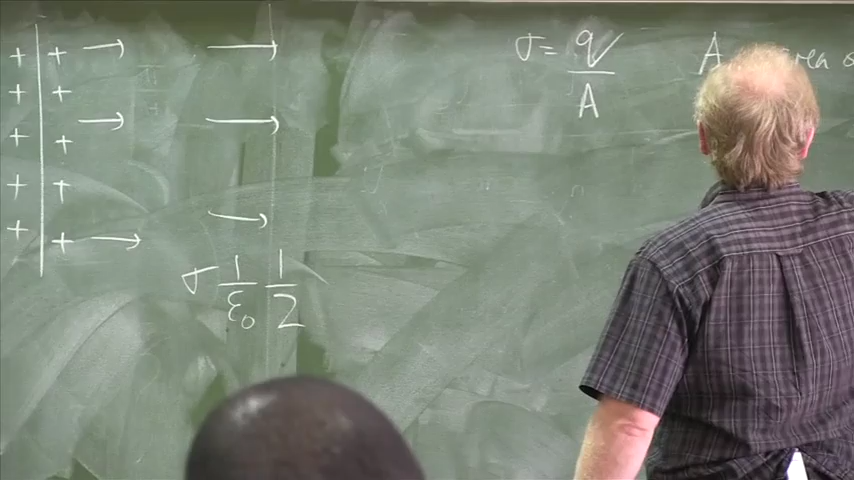 + +
+ +
+ +
+ +
+ +
σ 1/ε₀ 1/2
σ = q/A
A